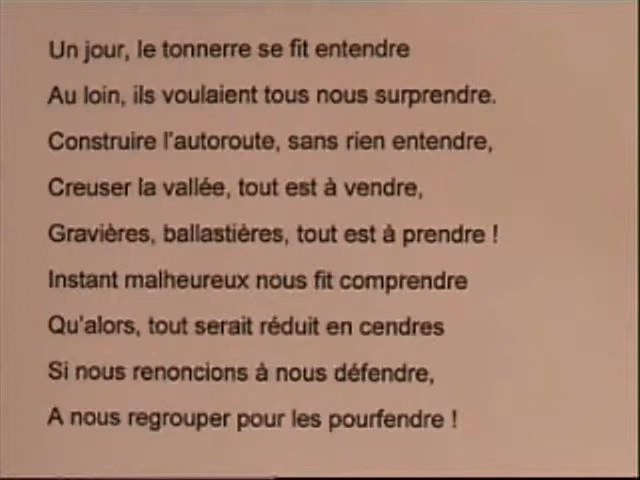 Un jour, le tonnerre se fit entendre
Au loin, ils voulaient tous nous surprendre.
Construire l'autoroute, sans rien entendre,
Creuser la vallée, tout est à vendre,
Gravières, ballastières, tout est à prendre !
Instant malheureux nous fit comprendre
Qu'alors, tout serait réduit en cendres
Si nous renoncions à nous défendre,
A nous regrouper pour les pourfendre !